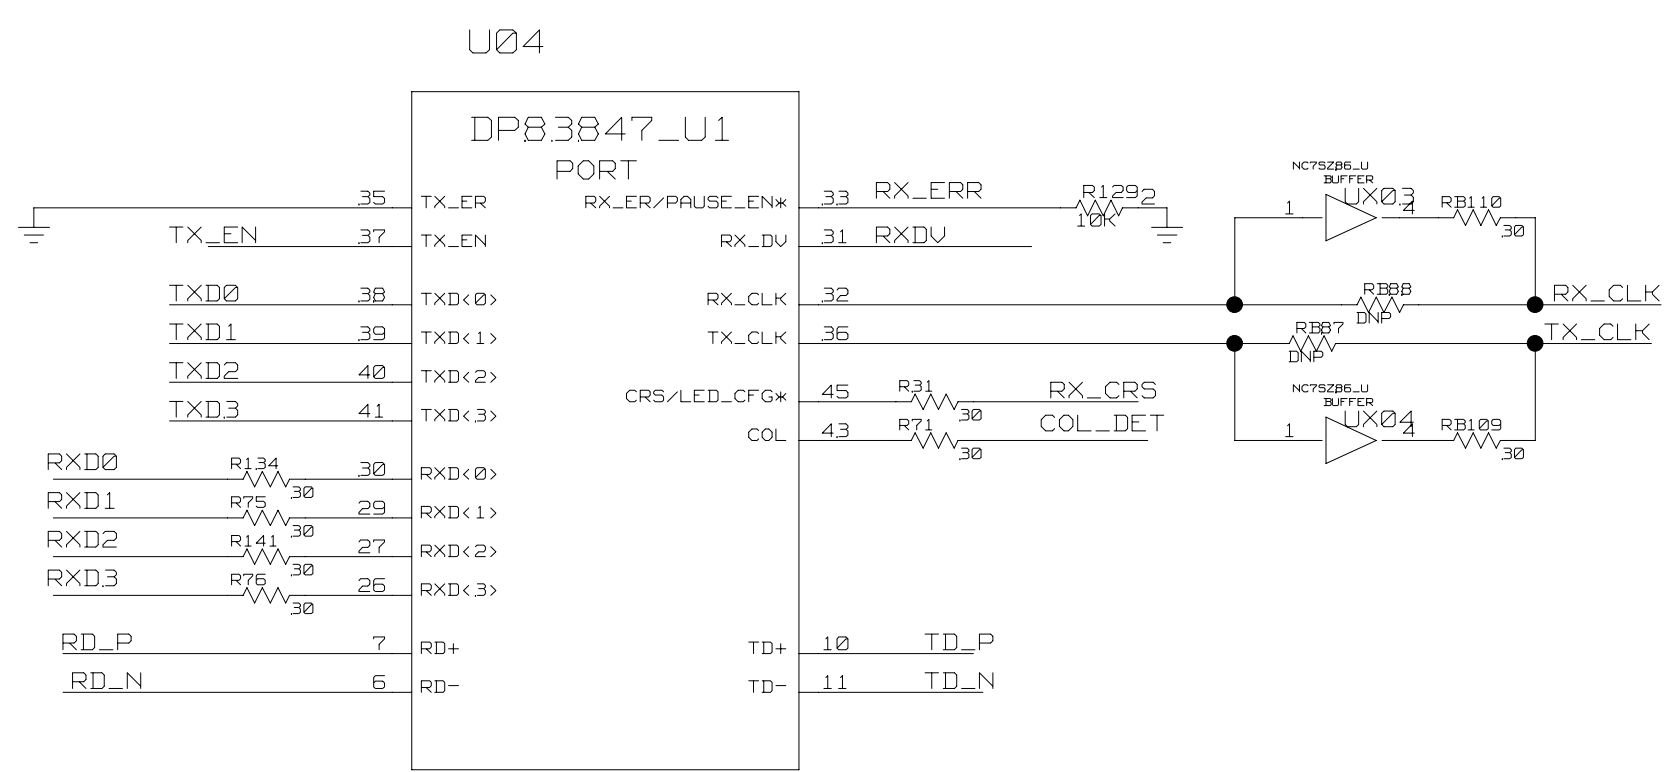 U04
DP83847_U1
PORT
35 TX_ER
TX_EN 37 TX_EN
TXD0 38 TXD<0>
TXD1 39 TXD<1>
TXD2 40 TXD<2>
TXD3 41 TXD<3>
RXD0 R134 30 30 RXD<0>
RXD1 R75 30 29 RXD<1>
RXD2 R141 30 27 RXD<2>
RXD3 R76 30 26 RXD<3>
RD_P 7 RD+
RD_N 6 RD-
RX_ER/PAUSE_EN* 33 RX_ERR R129 2 10K
RX_DV 31 RXDV
RX_CLK 32
TX_CLK 36
CRS/LED_CFG* 45 R31 30 RX_CRS
COL 43 R71 30 COL_DET
TD+ 10 TD_P
TD- 11 TD_N
NC7SZ86_U
BUFFER
1 UX03 4 RB110 30
RB88 DNP RX_CLK
RB87 DNP TX_CLK
NC7SZ86_U
BUFFER
1 UX04 4 RB109 30